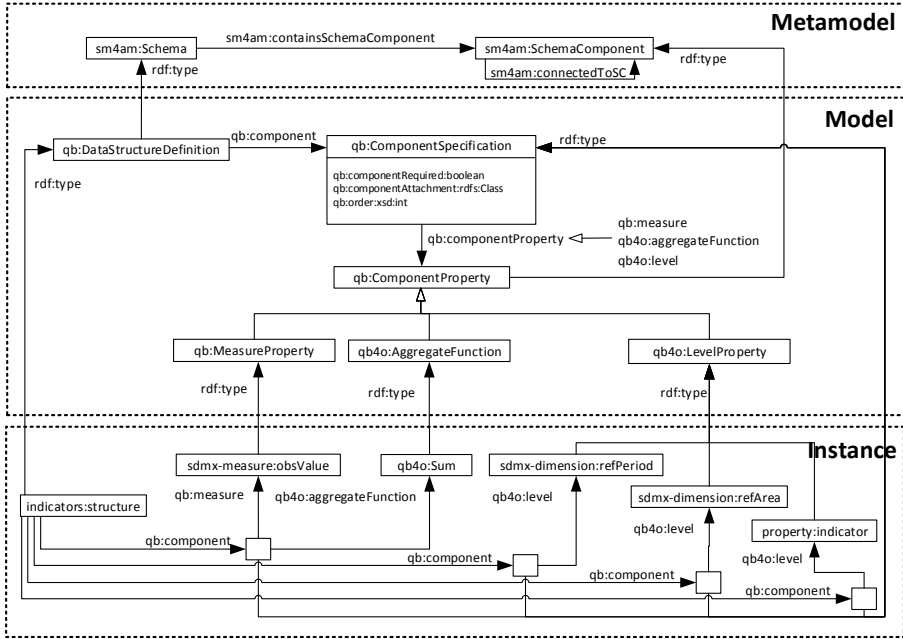 Metamodel
sm4am:Schema
sm4am:containsSchemaComponent
sm4am:SchemaComponent
sm4am:connectedToSC
rdf:type
rdf:type
Model
qb:DataStructureDefinition
qb:component
qb:ComponentSpecification
rdf:type
qb:componentRequired:boolean
qb:componentAttachment:rdfs:Class
qb:order:xsd:int
rdf:type
qb:componentProperty
qb:measure
qb4o:aggregateFunction
qb4o:level
qb:ComponentProperty
qb:MeasureProperty
qb4o:AggregateFunction
qb4o:LevelProperty
rdf:type
rdf:type
rdf:type
Instance
sdmx-measure:obsValue
qb4o:Sum
sdmx-dimension:refPeriod
qb:measure
qb4o:aggregateFunction
qb4o:level
sdmx-dimension:refArea
indicators:structure
qb4o:level
property:indicator
qb:component
qb:component
qb4o:level
qb:component
qb:component